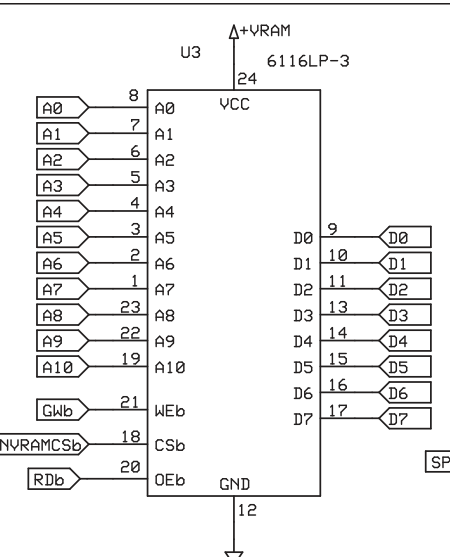 +VRAM
U3
6116LP-3
24
VCC
A0 8 A0
A1 7 A1
A2 6 A2
A3 5 A3
A4 4 A4
A5 3 A5 D0 9 D0
A6 2 A6 D1 10 D1
A7 1 A7 D2 11 D2
A8 23 A8 D3 13 D3
A9 22 A9 D4 14 D4
A10 19 A10 D5 15 D5
D6 16 D6
GWb 21 WEb D7 17 D7
NVRAMCSb 18 CSb
SP
RDb 20 OEb
GND
12